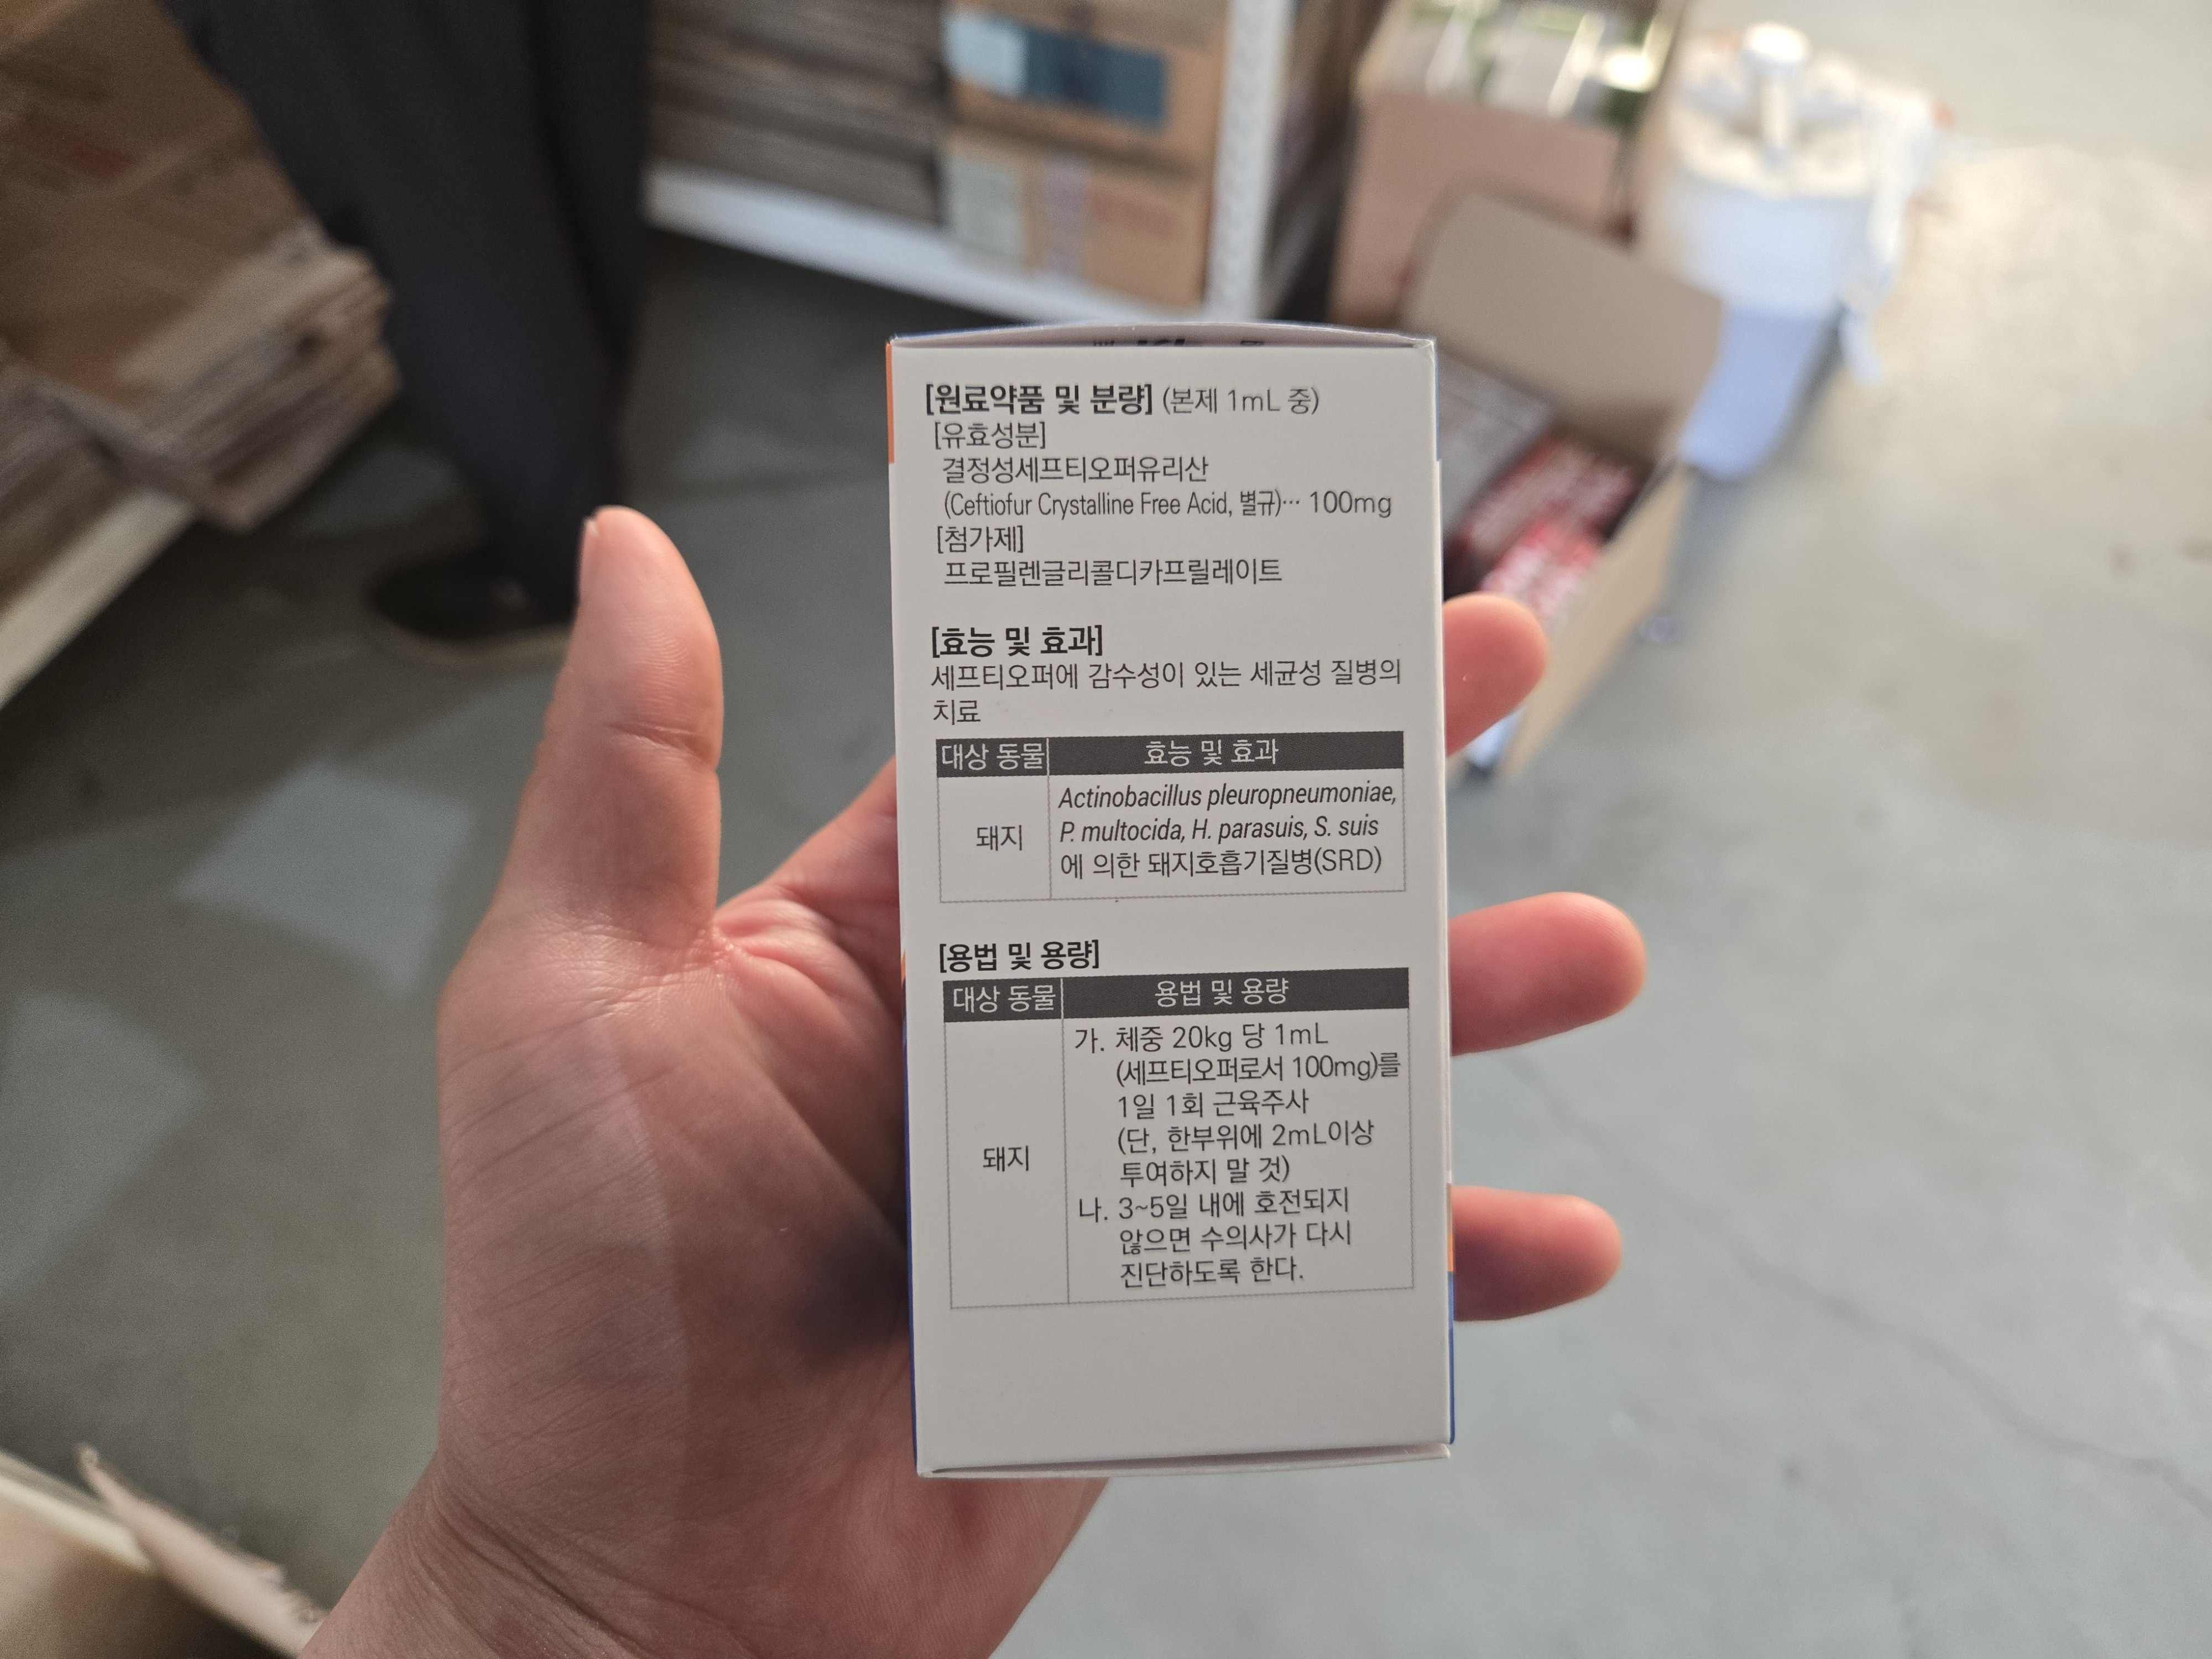 [원료약품 및 분량] (본제 1mL 중)
[유효성분]
결정성세프티오퍼유리산
(Ceftiofur Crystalline Free Acid, 별규)··· 100mg
[첨가제]
프로필렌글리콜디카프릴레이트
[효능 및 효과]
세프티오퍼에 감수성이 있는 세균성 질병의
치료
대상 동물 효능 및 효과
돼지
Actinobacillus pleuropneumoniae,
P. multocida, H. parasuis, S. suis
에 의한 돼지호흡기질병(SRD)
[용법 및 용량]
대상 동물 용법 및 용량
돼지
가. 체중 20kg 당 1mL
(세프티오퍼로서 100mg)를
1일 1회 근육주사
(단, 한부위에 2mL이상
투여하지 말 것)
나. 3~5일 내에 호전되지
않으면 수의사가 다시
진단하도록 한다.